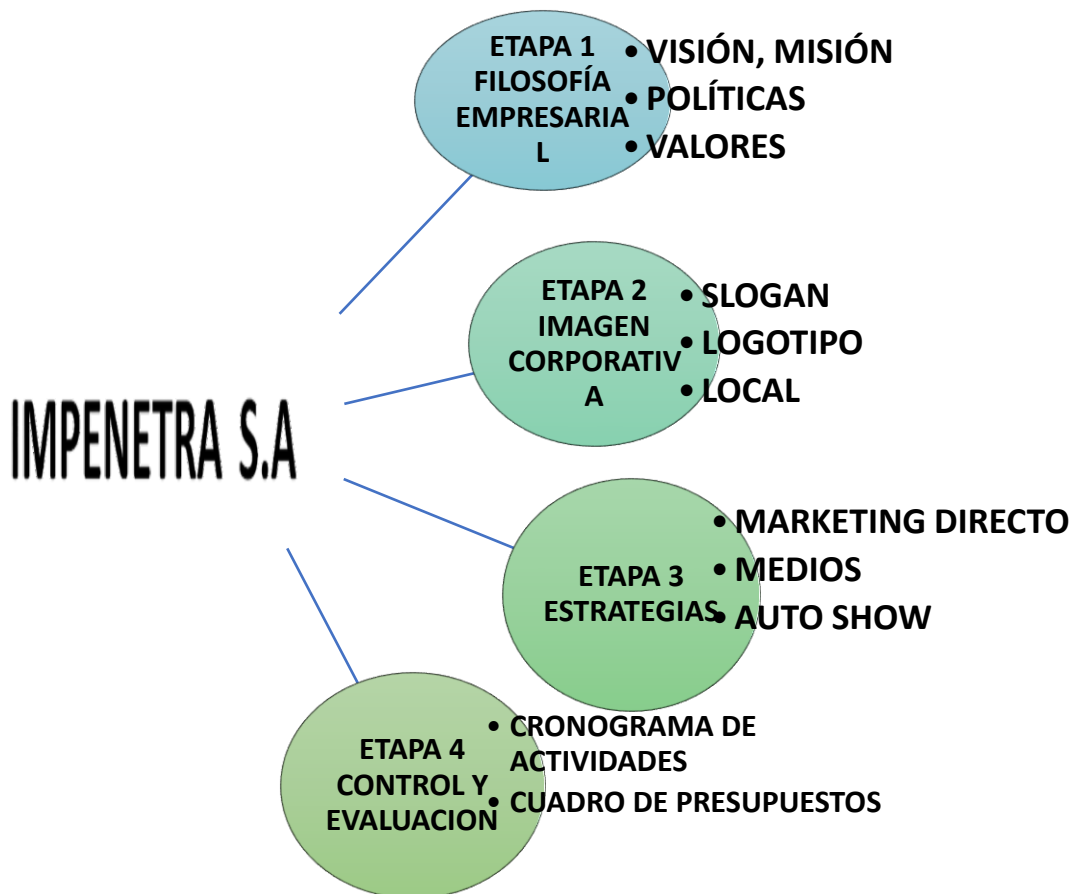 ETAPA 1
FILOSOFÍA
EMPRESARIA
L
• VISIÓN, MISIÓN
• POLÍTICAS
• VALORES
ETAPA 2
IMAGEN
CORPORATIV
A
• SLOGAN
• LOGOTIPO
• LOCAL
IMPENETRA S.A
ETAPA 3
ESTRATEGIAS
• MARKETING DIRECTO
• MEDIOS
• AUTO SHOW
ETAPA 4
CONTROL Y
EVALUACION
• CRONOGRAMA DE
ACTIVIDADES
• CUADRO DE PRESUPUESTOS